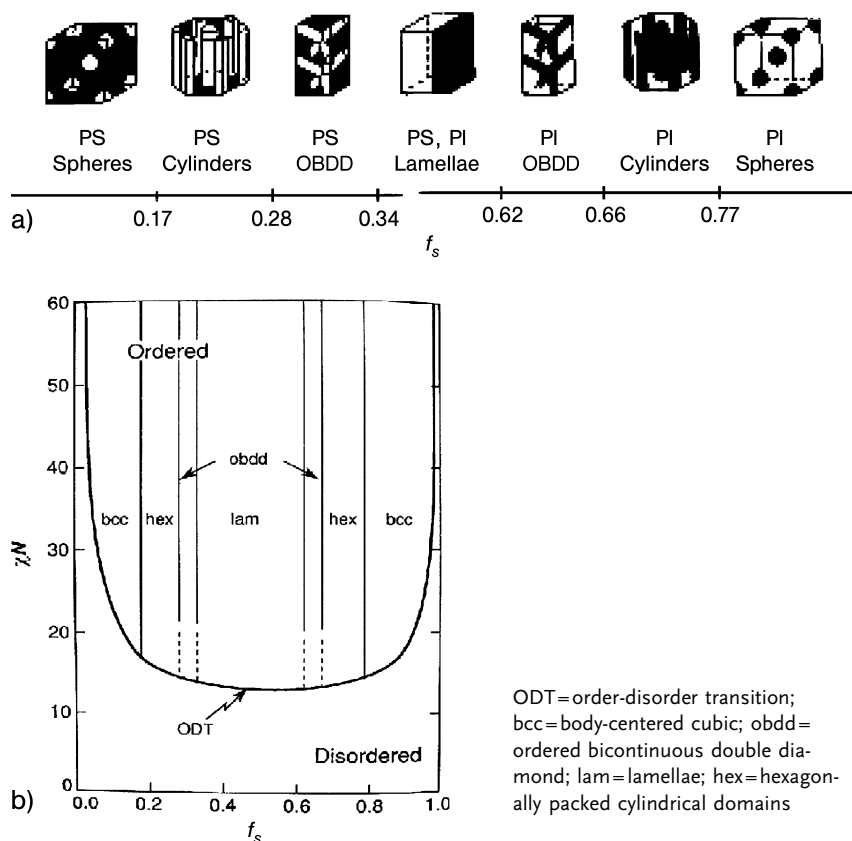 PS PS PS PS, PI PI PI PI
Spheres Cylinders OBDD Lamellae OBDD Cylinders Spheres
a) 0.17 0.28 0.34 0.62 0.66 0.77
fs
60
Ordered
50
obdd
40
bcc hex lam hex bcc
30
χN
20
ODT
10
Disordered
0
b) 0.0 0.2 0.4 0.6 0.8 1.0
fs
ODT=order-disorder transition;
bcc=body-centered cubic; obdd=
ordered bicontinuous double dia-
mond; lam=lamellae; hex=hexagon-
ally packed cylindrical domains